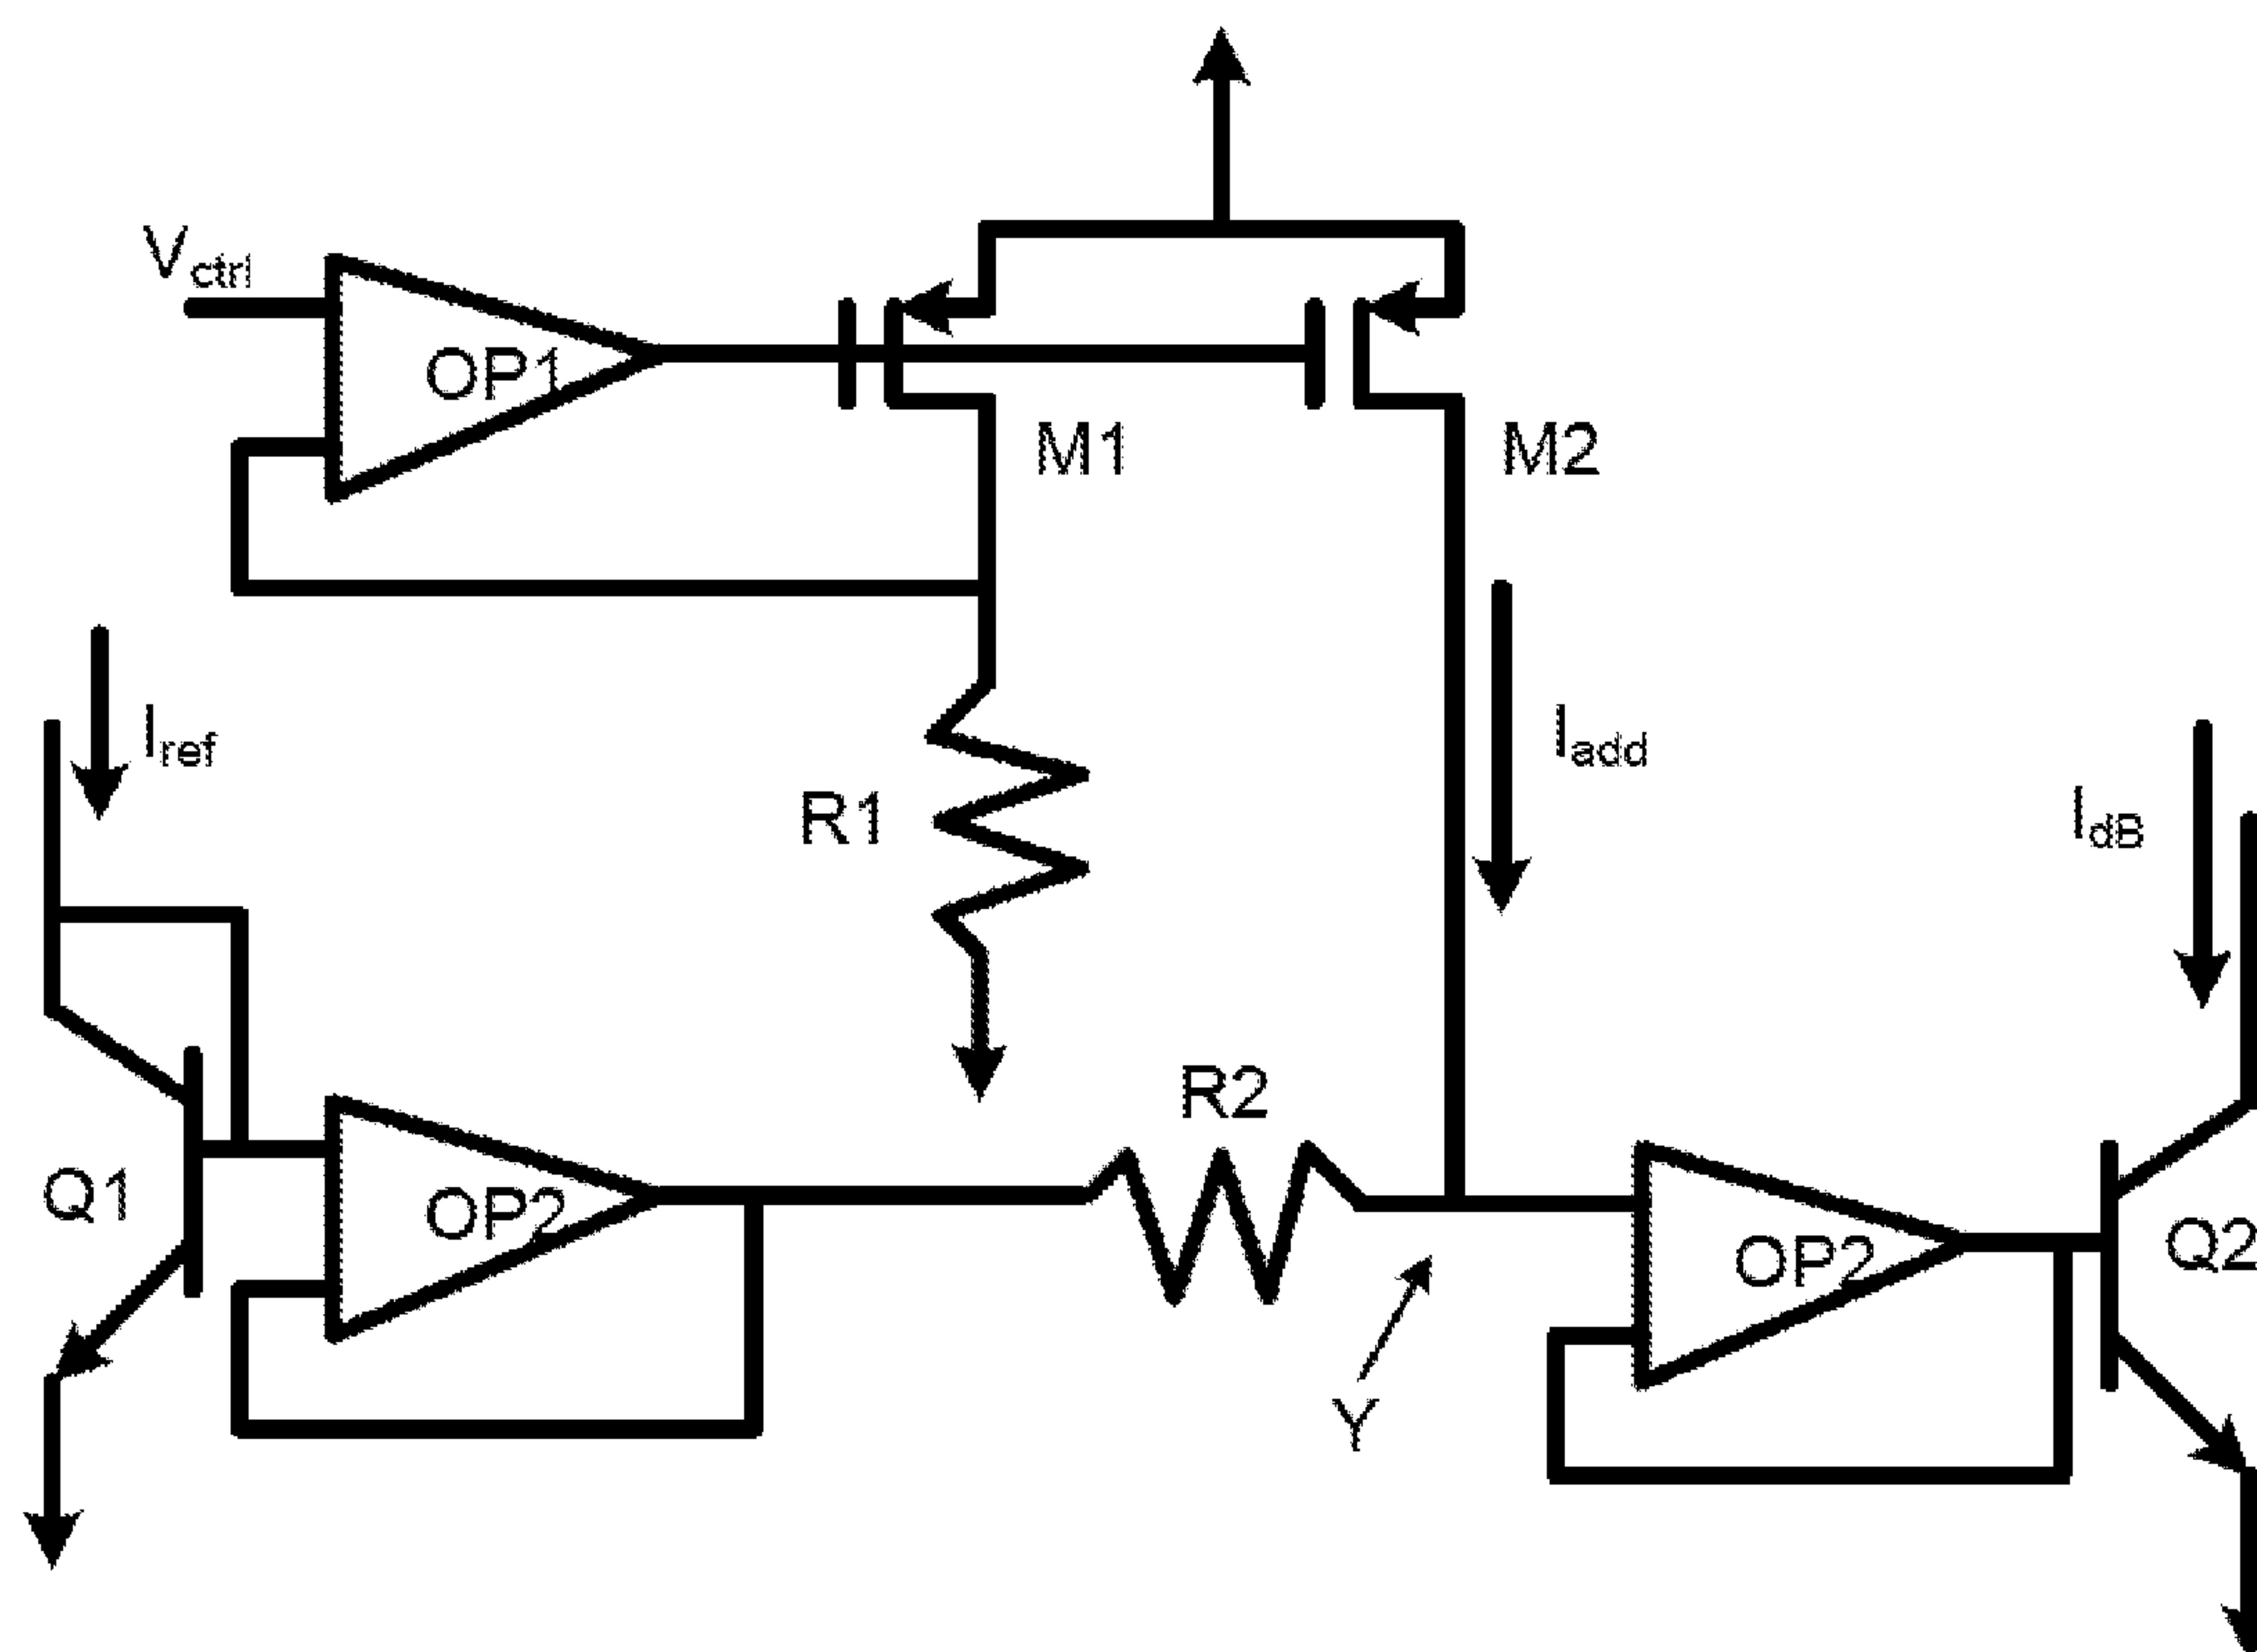 Vctrl
OP1
M1
M2
Iref
R1
Iadd
IdB
R2
Q1
OP2
OP2
Q2
Y